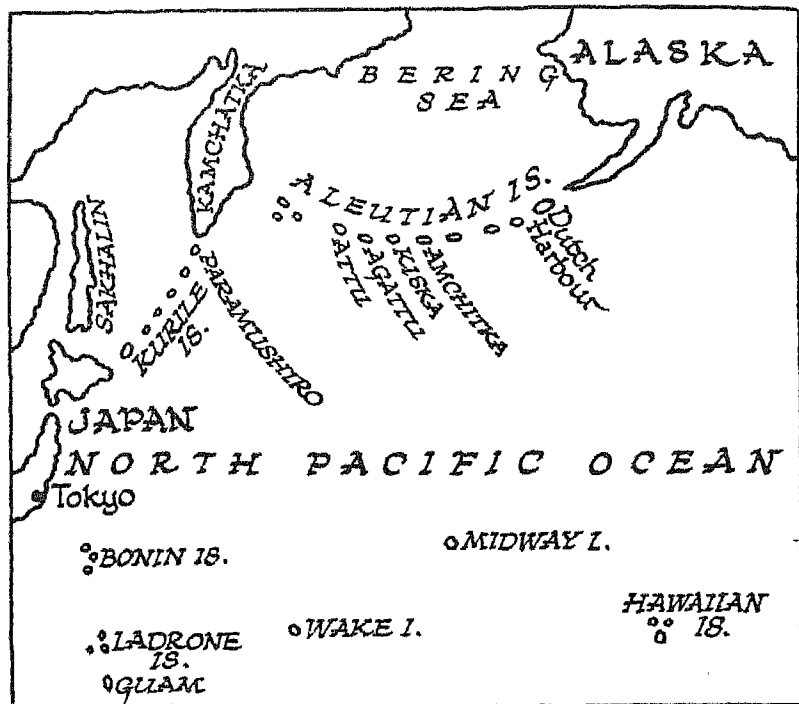 ALASKA
BERING
SEA
KAMCHATKA
ALEUTIAN IS.
Dutch
Harbour
SAKHALIN
ATTU
AGATTU
KISKA
AMCHITKA
PARAMUSHIRO
KURILE
IS.
JAPAN
NORTH PACIFIC OCEAN
Tokyo
BONIN IS.
MIDWAY I.
HAWAIIAN
IS.
WAKE I.
LADRONE
IS.
GUAM